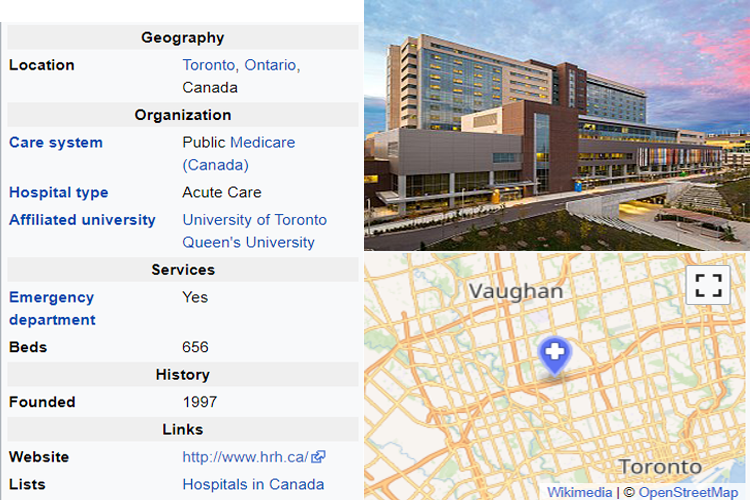 Geography
Location Toronto, Ontario,
Canada
Organization
Care system Public Medicare
(Canada)
Hospital type Acute Care
Affiliated university University of Toronto
Queen's University
Services
Emergency Yes
department
Beds 656
History
Founded 1997
Links
Website http://www.hrh.ca/
Lists Hospitals in Canada
Vaughan
Toronto
Wikimedia | © OpenStreetMap